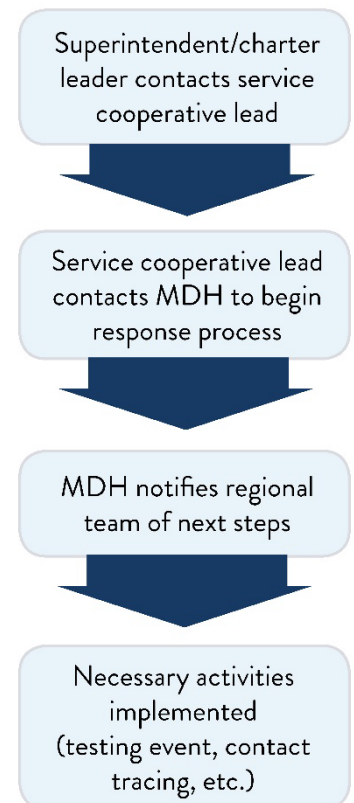 Superintendent/charter
leader contacts service
cooperative lead
Service cooperative lead
contacts MDH to begin
response process
MDH notifies regional
team of next steps
Necessary activities
implemented
(testing event, contact
tracing, etc.)